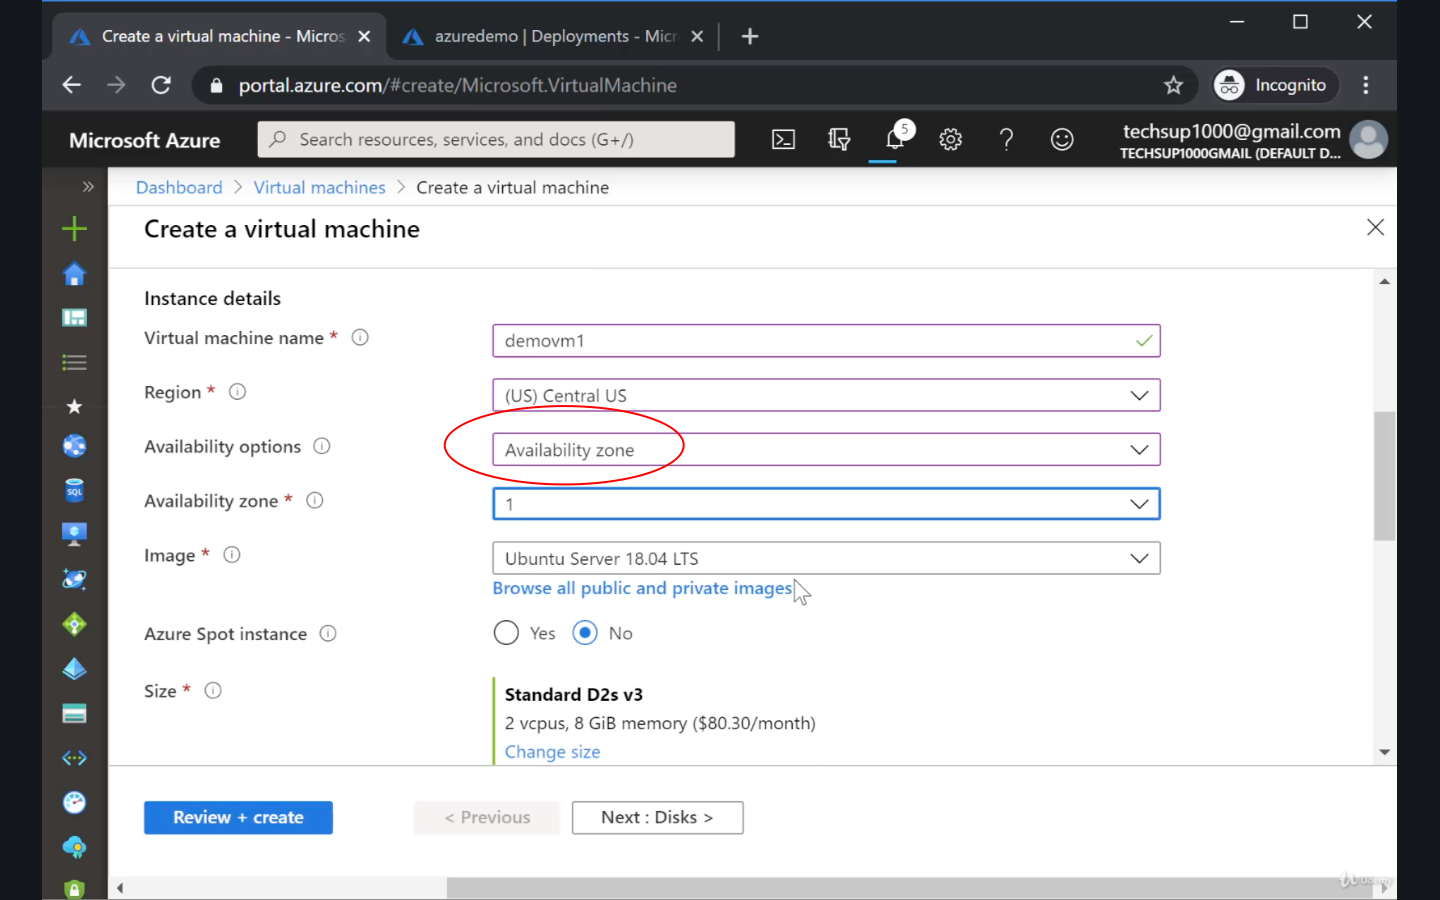 Create a virtual machine - Micros
azuredemo | Deployments - Micr
portal.azure.com/#create/Microsoft.VirtualMachine
Incognito
Microsoft Azure
Search resources, services, and docs (G+/)
5
techsup1000@gmail.com
TECHSUP1000GMAIL (DEFAULT D...
Dashboard > Virtual machines > Create a virtual machine
Create a virtual machine
Instance details
Virtual machine name *
demovm1
Region *
(US) Central US
Availability options
Availability zone
Availability zone *
1
Image *
Ubuntu Server 18.04 LTS
Browse all public and private images
Azure Spot instance
Yes
No
SQL
Size *
Standard D2s v3
2 vcpus, 8 GiB memory ($80.30/month)
Change size
Review + create
< Previous
Next : Disks >
Udemy